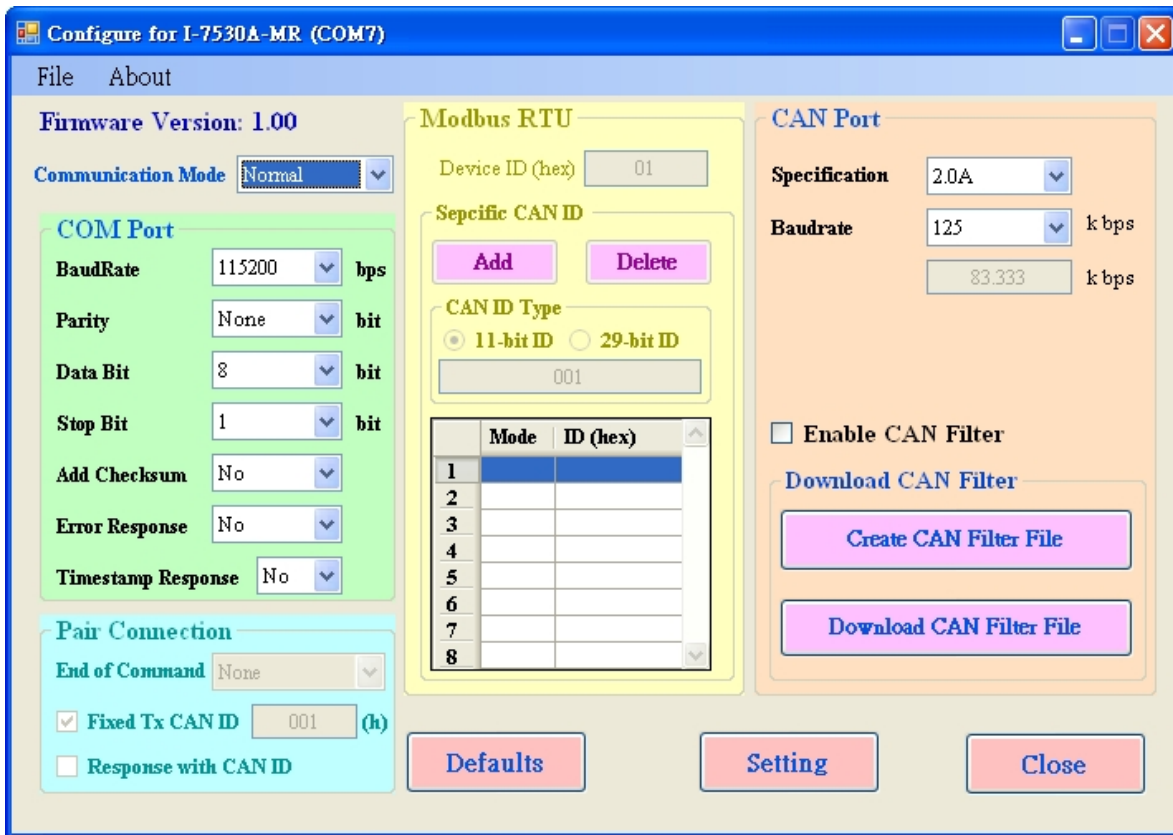 Configure for I-7530A-MR (COM7)
File About
Firmware Version: 1.00
Communication Mode Normal
COM Port
BaudRate 115200 bps
Parity None bit
Data Bit 8 bit
Stop Bit 1 bit
Add Checksum No
Error Response No
Timestamp Response No
Pair Connection
End of Command None
Fixed Tx CAN ID 001 (h)
Response with CAN ID
Modbus RTU
Device ID (hex) 01
Sepcific CAN ID
Add Delete
CAN ID Type
11-bit ID 29-bit ID
001
Mode ID (hex)
1
2
3
4
5
6
7
8
CAN Port
Specification 2.0A
Baudrate 125 k bps
83.333 k bps
Enable CAN Filter
Download CAN Filter
Create CAN Filter File
Download CAN Filter File
Defaults Setting Close